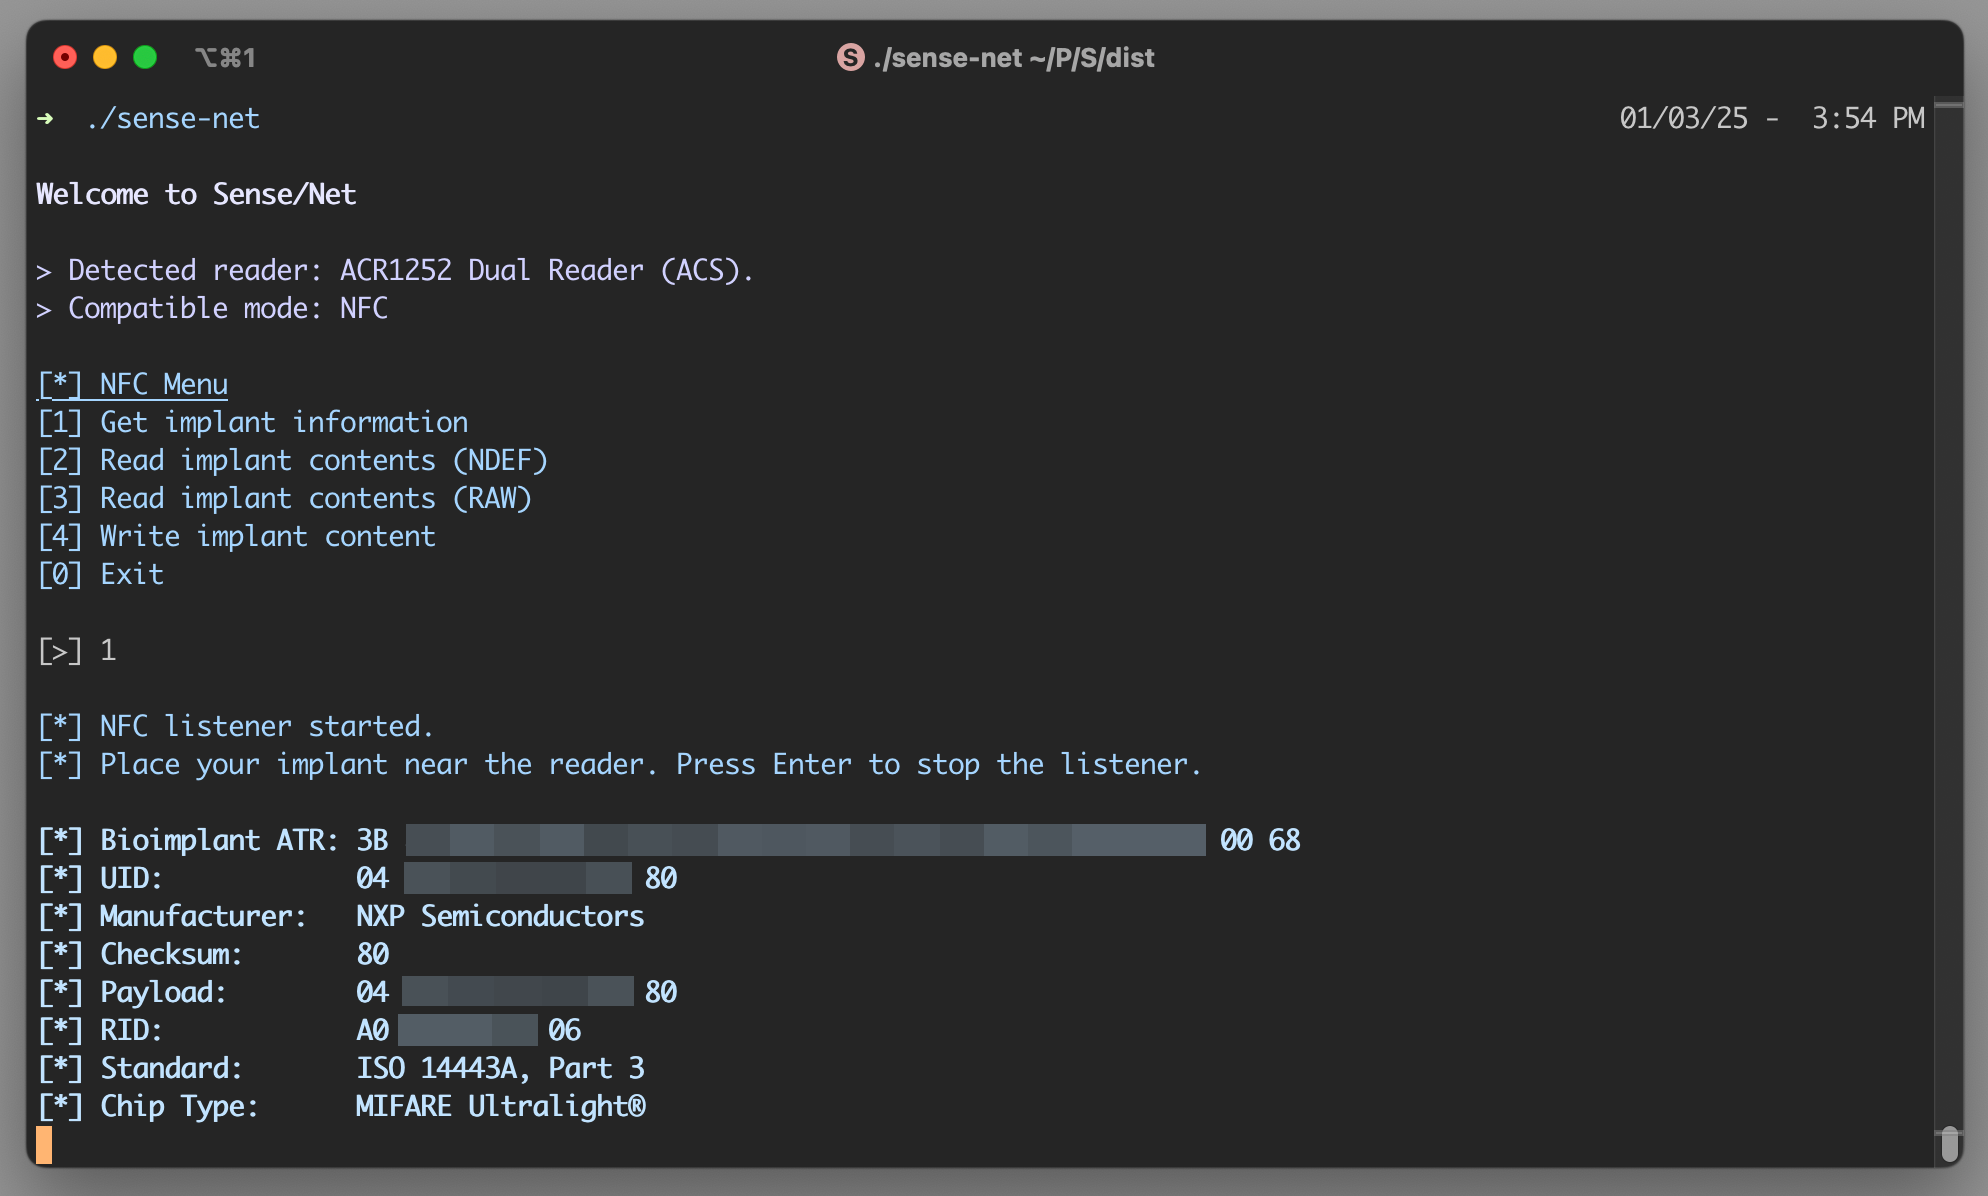 ⌥⌘1
S ./sense-net ~/P/S/dist
➜ ./sense-net 01/03/25 - 3:54 PM
Welcome to Sense/Net
> Detected reader: ACR1252 Dual Reader (ACS).
> Compatible mode: NFC
[*] NFC Menu
[1] Get implant information
[2] Read implant contents (NDEF)
[3] Read implant contents (RAW)
[4] Write implant content
[0] Exit
[>] 1
[*] NFC listener started.
[*] Place your implant near the reader. Press Enter to stop the listener.
[*] Bioimplant ATR: 3B 00 68
[*] UID: 04 80
[*] Manufacturer: NXP Semiconductors
[*] Checksum: 80
[*] Payload: 04 80
[*] RID: A0 06
[*] Standard: ISO 14443A, Part 3
[*] Chip Type: MIFARE Ultralight®